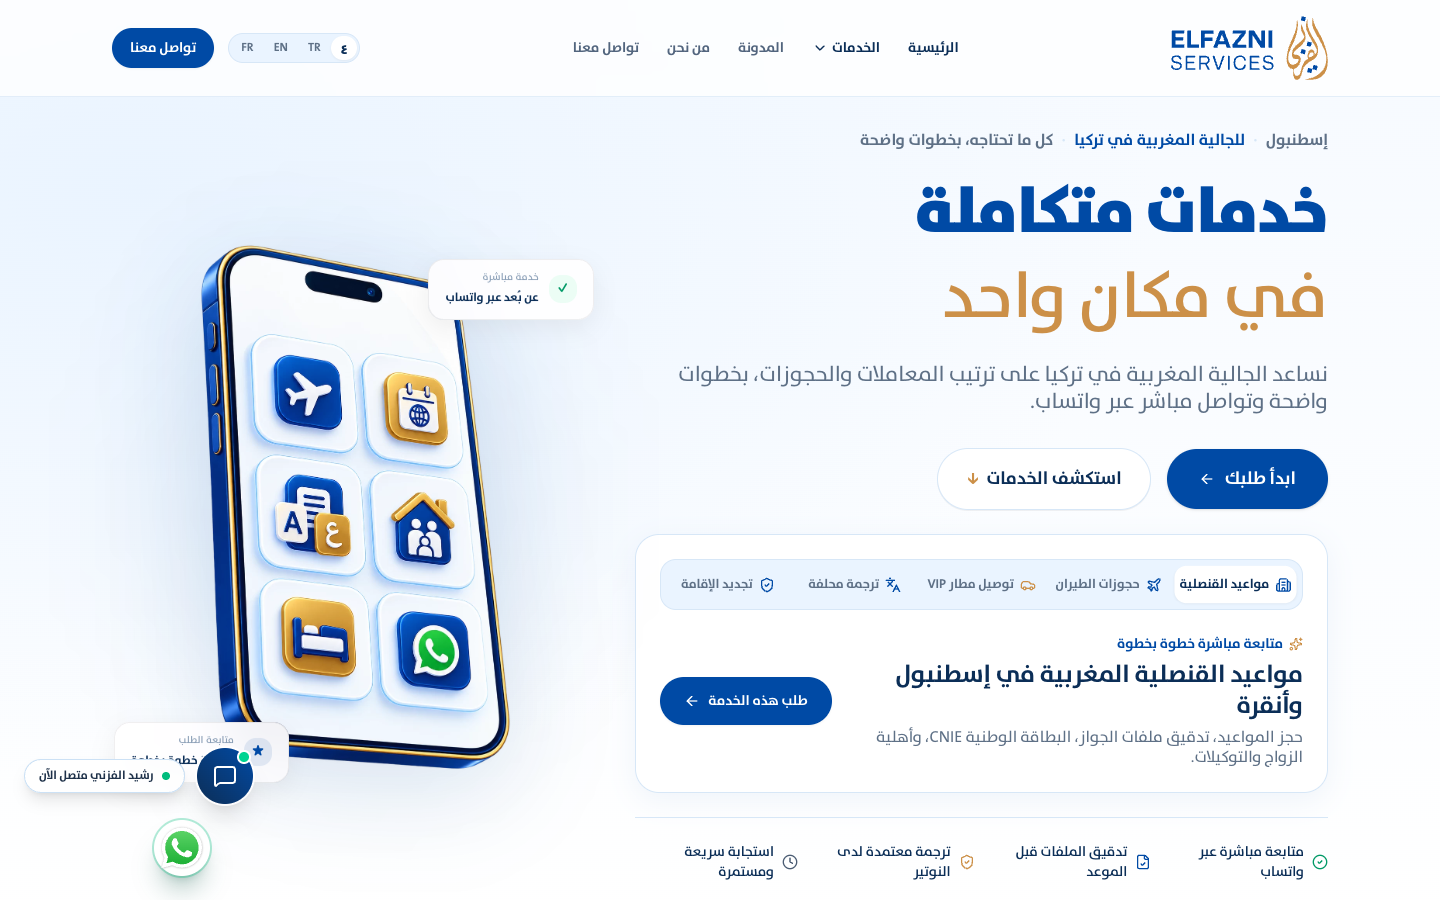 ELFAZNI
SERVICES
الرئيسية
الخدمات
المدونة
من نحن
تواصل معنا
ع
TR
EN
FR
تواصل معنا
إسطنبول · للجالية المغربية في تركيا · كل ما تحتاجه، بخطوات واضحة
خدمات متكاملة
في مكان واحد
نساعد الجالية المغربية في تركيا على ترتيب المعاملات والحجوزات، بخطوات
واضحة وتواصل مباشر عبر واتساب.
ابدأ طلبك
استكشف الخدمات
مواعيد القنصلية
حجوزات الطيران
توصيل مطار VIP
ترجمة محلفة
تجديد الإقامة
متابعة مباشرة خطوة بخطوة
مواعيد القنصلية المغربية في إسطنبول
وأنقرة
حجز المواعيد، تدقيق ملفات الجواز، البطاقة الوطنية CNIE، وأهلية
الزواج والتوكيلات.
طلب هذه الخدمة
متابعة مباشرة عبر
واتساب
تدقيق الملفات قبل
الموعد
ترجمة معتمدة لدى
النوتير
استجابة سريعة
ومستمرة
خدمة مباشرة
عن بُعد عبر واتساب
A
ع
متابعة الطلب
رشيد الفزني متصل الآن